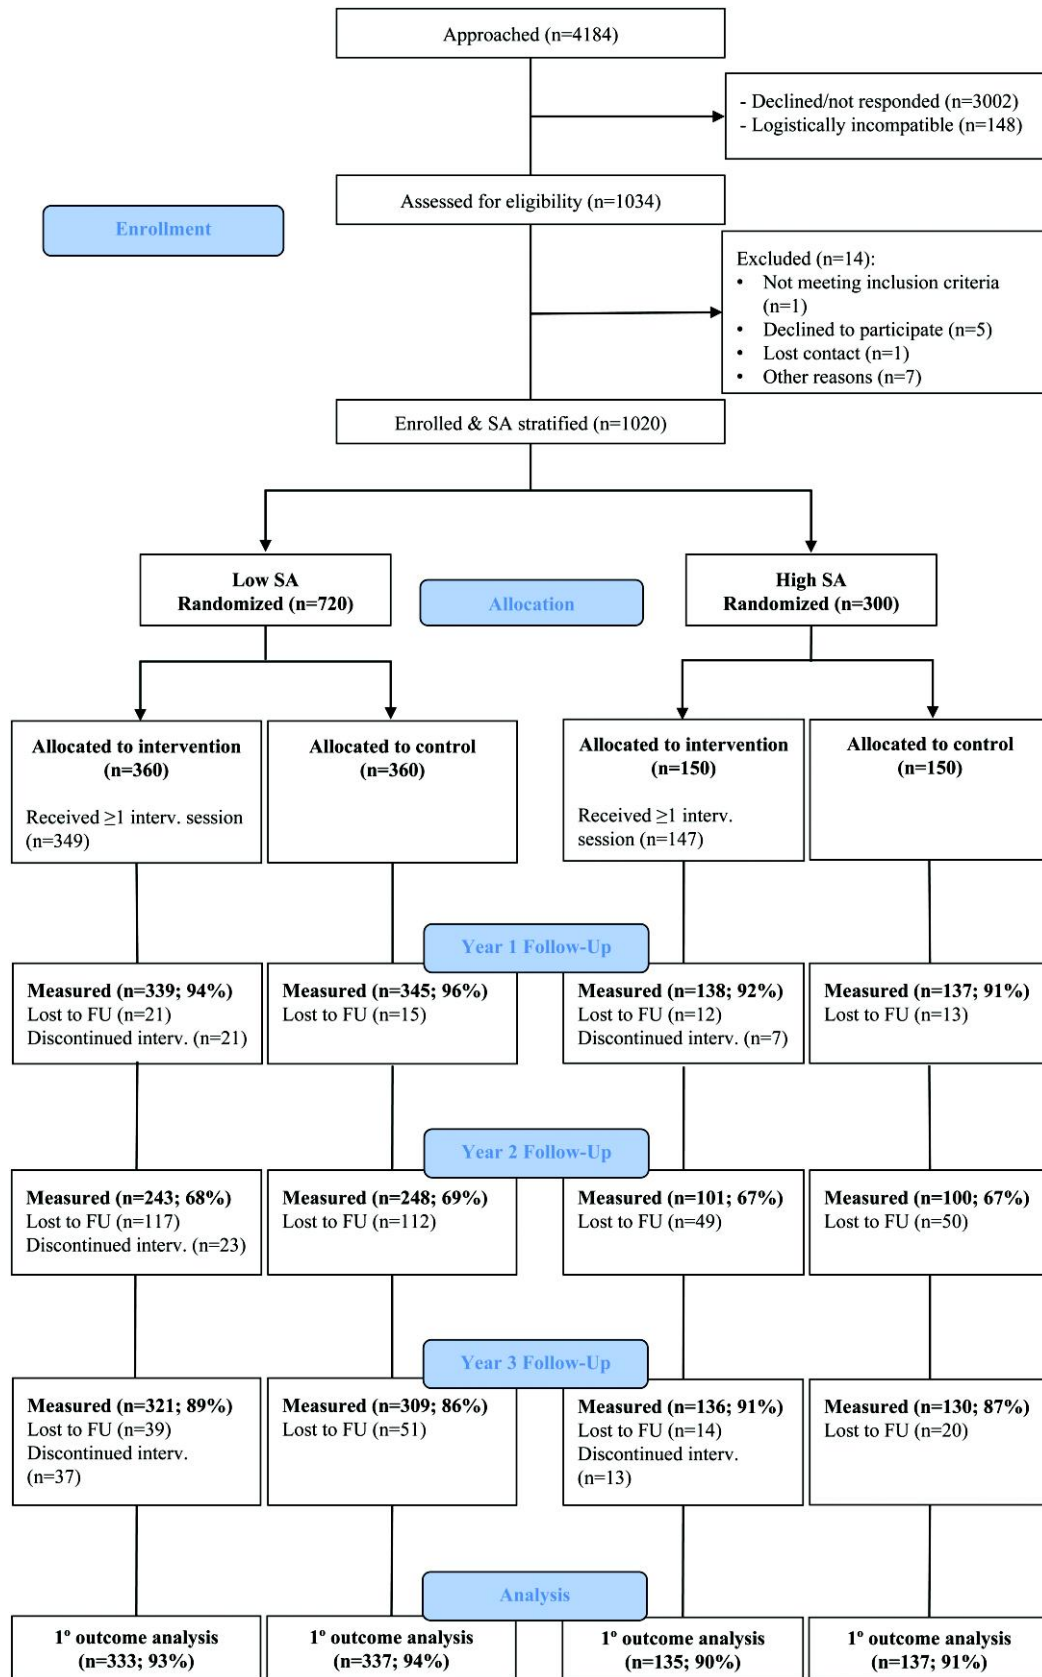 Approached (n=4184)
- Declined/not responded (n=3002)
- Logistically incompatible (n=148)
Assessed for eligibility (n=1034)
Enrollment
Excluded (n=14):
• Not meeting inclusion criteria
(n=1)
• Declined to participate (n=5)
• Lost contact (n=1)
• Other reasons (n=7)
Enrolled & SA stratified (n=1020)
Low SA
Randomized (n=720)
Allocation
High SA
Randomized (n=300)
Allocated to intervention
(n=360)
Received ≥1 interv. session
(n=349)
Allocated to control
(n=360)
Allocated to intervention
(n=150)
Received ≥1 interv.
session (n=147)
Allocated to control
(n=150)
Year 1 Follow-Up
Measured (n=339; 94%)
Lost to FU (n=21)
Discontinued interv. (n=21)
Measured (n=345; 96%)
Lost to FU (n=15)
Measured (n=138; 92%)
Lost to FU (n=12)
Discontinued interv. (n=7)
Measured (n=137; 91%)
Lost to FU (n=13)
Year 2 Follow-Up
Measured (n=243; 68%)
Lost to FU (n=117)
Discontinued interv. (n=23)
Measured (n=248; 69%)
Lost to FU (n=112)
Measured (n=101; 67%)
Lost to FU (n=49)
Measured (n=100; 67%)
Lost to FU (n=50)
Year 3 Follow-Up
Measured (n=321; 89%)
Lost to FU (n=39)
Discontinued interv.
(n=37)
Measured (n=309; 86%)
Lost to FU (n=51)
Measured (n=136; 91%)
Lost to FU (n=14)
Discontinued interv.
(n=13)
Measured (n=130; 87%)
Lost to FU (n=20)
Analysis
1º outcome analysis
(n=333; 93%)
1º outcome analysis
(n=337; 94%)
1º outcome analysis
(n=135; 90%)
1º outcome analysis
(n=137; 91%)